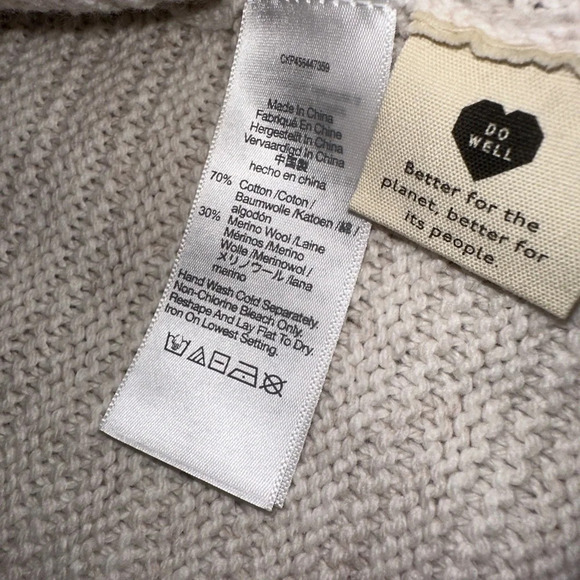 CXP456447359
Made In China
Fabriqué En Chine
Hergestellt In China
Vervaardigd In China
中国製
hecho en china
70% Cotton /Coton /
Baumwolle /Katoen /綿 /
algodón
30% Merino Wool /Laine
Mérinos /Merino
Wolle /Merinowol /
メリノウール /lana
merino
Hand Wash Cold Separately.
Non-Chlorine Bleach Only.
Reshape And Lay Flat To Dry.
Iron On Lowest Setting.
DO
WELL
Better for the
planet, better for
its people.